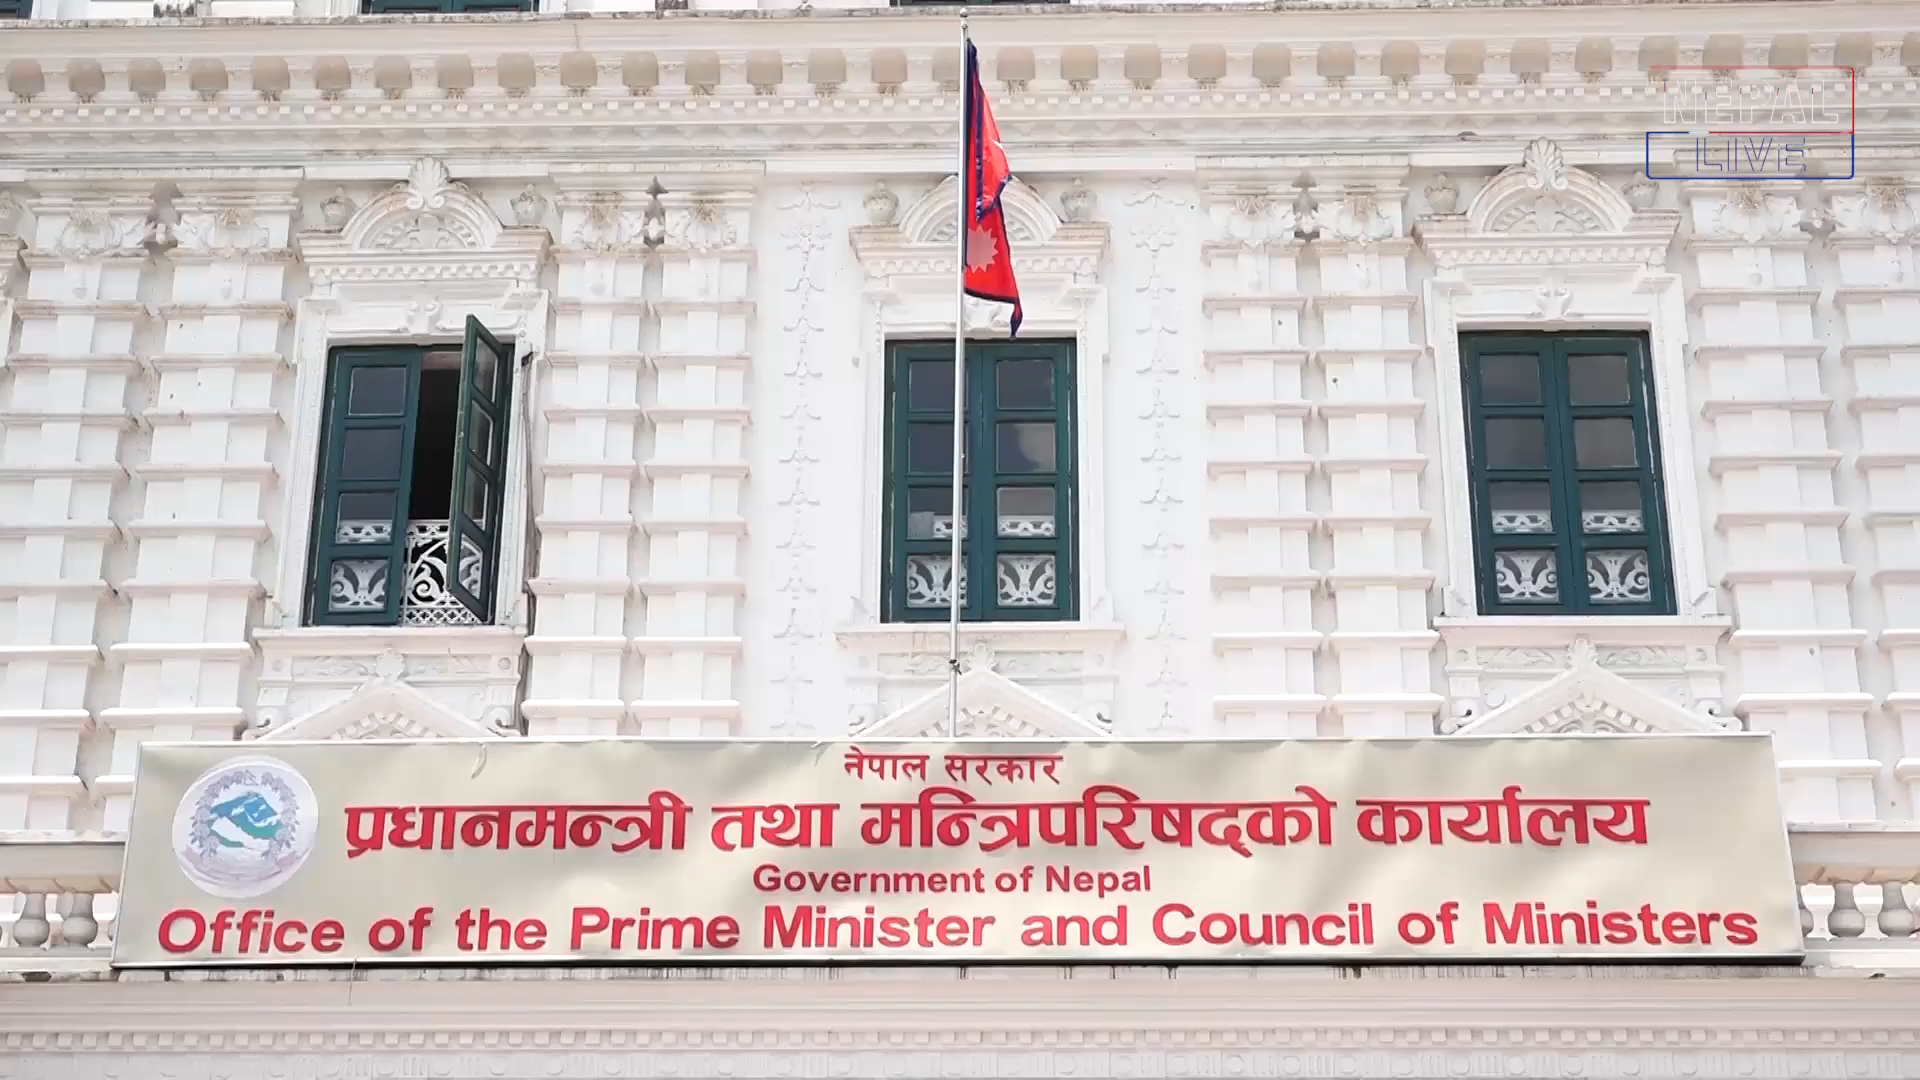 NEPAL
LIVE
नेपाल सरकार
प्रधानमन्त्री तथा मन्त्रिपरिषद्को कार्यालय
Government of Nepal
Office of the Prime Minister and Council of Ministers